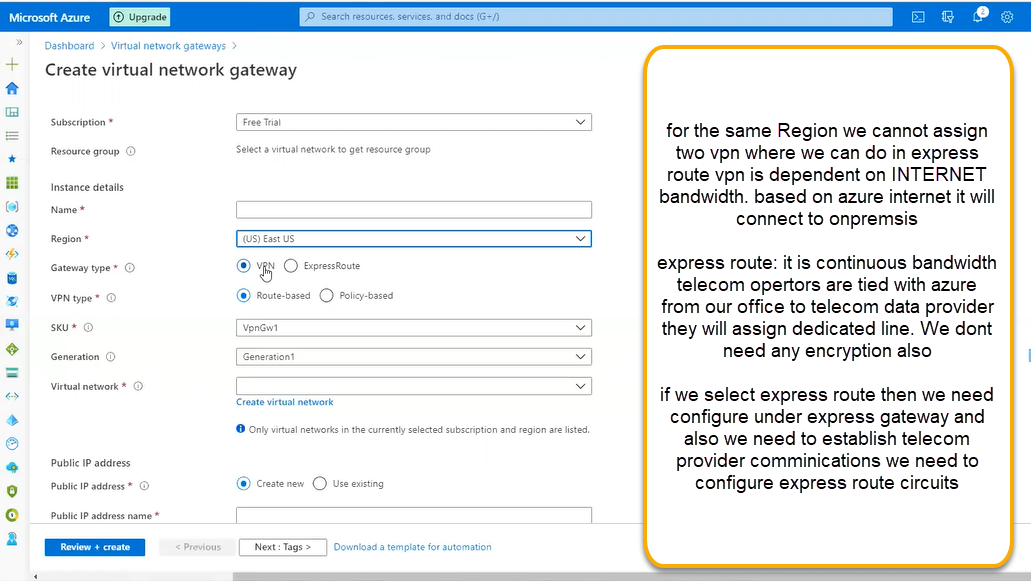 Microsoft Azure
Upgrade
Search resources, services, and docs (G+/)
2
Dashboard > Virtual network gateways >
Create virtual network gateway
Subscription * Free Trial
Resource group Select a virtual network to get resource group
Instance details
Name *
Region * (US) East US
Gateway type * VPN ExpressRoute
VPN type * Route-based Policy-based
SKU * VpnGw1
Generation Generation1
Virtual network *
Create virtual network
Only virtual networks in the currently selected subscription and region are listed.
Public IP address
Public IP address * Create new Use existing
Public IP address name *
Review + create < Previous Next : Tags > Download a template for automation
for the same Region we cannot assign
two vpn where we can do in express
route vpn is dependent on INTERNET
bandwidth. based on azure internet it will
connect to onpremsis
express route: it is continuous bandwidth
telecom opertors are tied with azure
from our office to telecom data provider
they will assign dedicated line. We dont
need any encryption also
if we select express route then we need
configure under express gateway and
also we need to establish telecom
provider comminications we need to
configure express route circuits